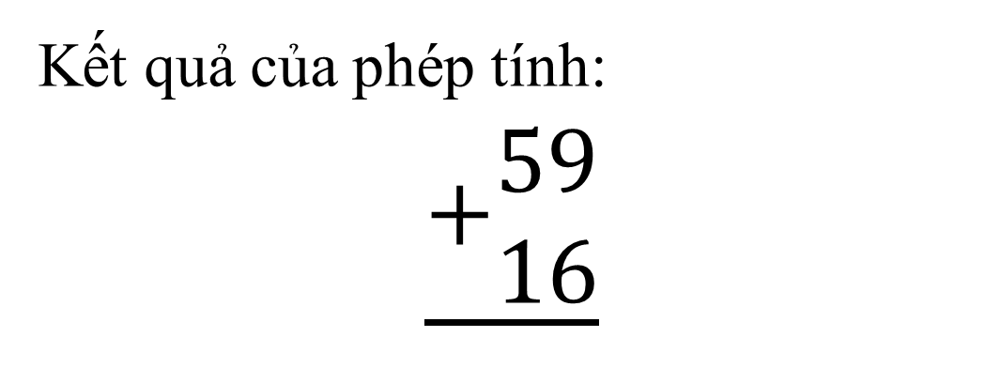 Kết quả của phép tính:
59
+
16